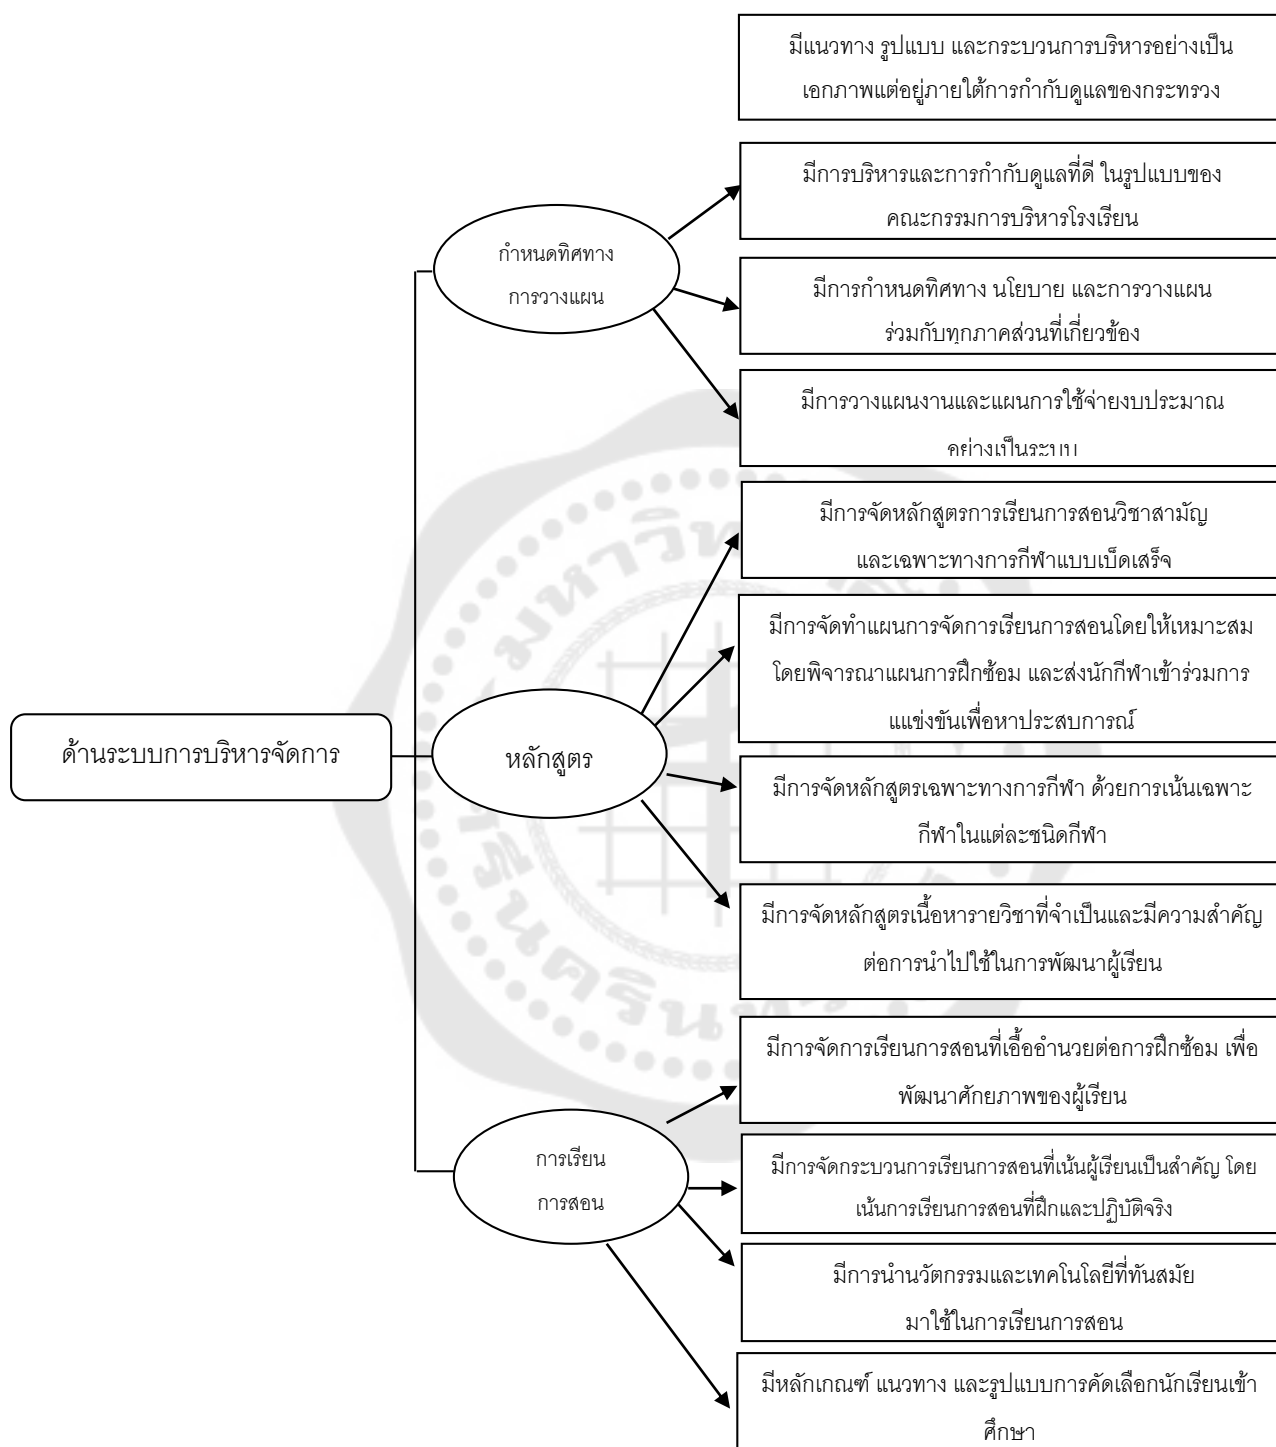 มีแนวทาง รูปแบบ และกระบวนการบริหารอย่างเป็น
เอกภาพแต่อยู่ภายใต้การกำกับดูแลของกระทรวง
มีการบริหารและการกำกับดูแลที่ดี ในรูปแบบของ
คณะกรรมการบริหารโรงเรียน
กำหนดทิศทาง
การวางแผน
มีการกำหนดทิศทาง นโยบาย และการวางแผน
ร่วมกับทุกภาคส่วนที่เกี่ยวข้อง
มีการวางแผนงานและแผนการใช้จ่ายงบประมาณ
อย่างเป็นระบบ
มีการจัดหลักสูตรการเรียนการสอนวิชาสามัญ
และเฉพาะทางการกีฬาแบบเบ็ดเสร็จ
มีการจัดทำแผนการจัดการเรียนการสอนโดยให้เหมาะสม
โดยพิจารณาแผนการฝึกซ้อม และส่งนักกีฬาเข้าร่วมการ
แแข่งขันเพื่อหาประสบการณ์
ด้านระบบการบริหารจัดการ
หลักสูตร
มีการจัดหลักสูตรเฉพาะทางการกีฬา ด้วยการเน้นเฉพาะ
กีฬาในแต่ละชนิดกีฬา
มีการจัดหลักสูตรเนื้อหารายวิชาที่จำเป็นและมีความสำคัญ
ต่อการนำไปใช้ในการพัฒนาผู้เรียน
มีการจัดการเรียนการสอนที่เอื้ออำนวยต่อการฝึกซ้อม เพื่อ
พัฒนาศักยภาพของผู้เรียน
การเรียน
การสอน
มีการจัดกระบวนการเรียนการสอนที่เน้นผู้เรียนเป็นสำคัญ โดย
เน้นการเรียนการสอนที่ฝึกและปฏิบัติจริง
มีการนำนวัตกรรมและเทคโนโลยีที่ทันสมัย
มาใช้ในการเรียนการสอน
มีหลักเกณฑ์ แนวทาง และรูปแบบการคัดเลือกนักเรียนเข้า
ศึกษา